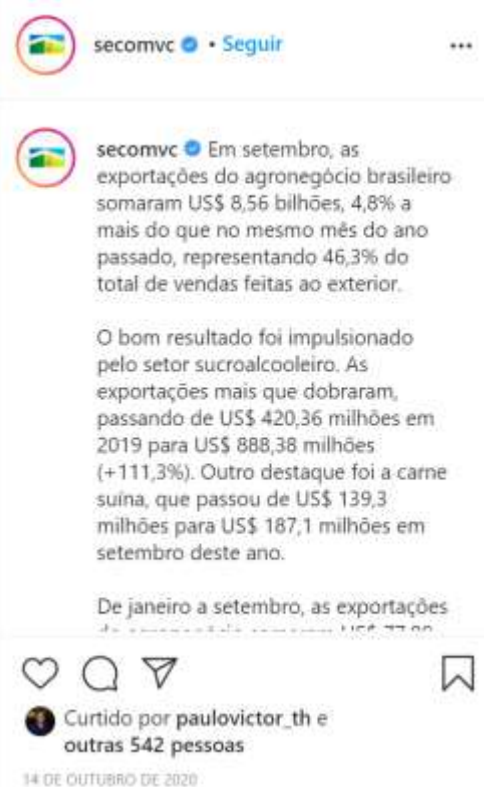 secomvc • Seguir
secomvc Em setembro, as
exportações do agronegócio brasileiro
somaram US$ 8,56 bilhões, 4,8% a
mais do que no mesmo mês do ano
passado, representando 46,3% do
total de vendas feitas ao exterior.
O bom resultado foi impulsionado
pelo setor sucroalcooleiro. As
exportações mais que dobraram,
passando de US$ 420,36 milhões em
2019 para US$ 888,38 milhões
(+111,3%). Outro destaque foi a carne
suína, que passou de US$ 139,3
milhões para US$ 187,1 milhões em
setembro deste ano.
De janeiro a setembro, as exportações
Curtido por paulovictor_th e
outras 542 pessoas
14 DE OUTUBRO DE 2020